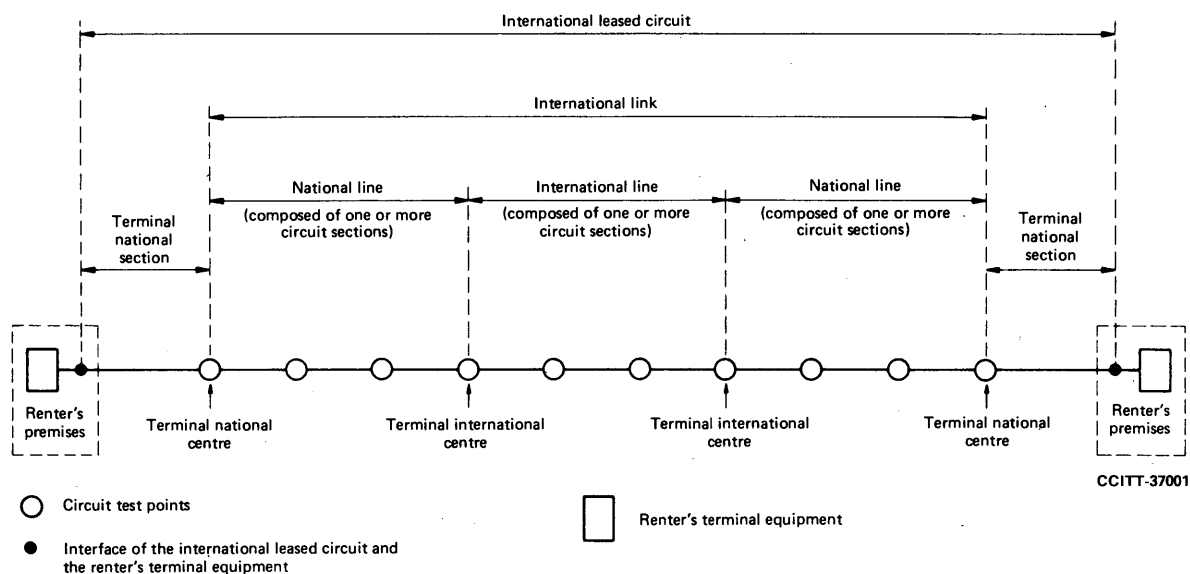 International leased circuit
International link
National line
(composed of one or more
circuit sections)
International line
(composed of one or more
circuit sections)
National line
(composed of one or more
circuit sections)
Terminal
national
section
Terminal
national
section
Renter's
premises
Terminal national
centre
Terminal international
centre
Terminal international
centre
Terminal national
centre
Renter's
premises
CCITT-37001
Circuit test points
Renter's terminal equipment
Interface of the international leased circuit and
the renter's terminal equipment